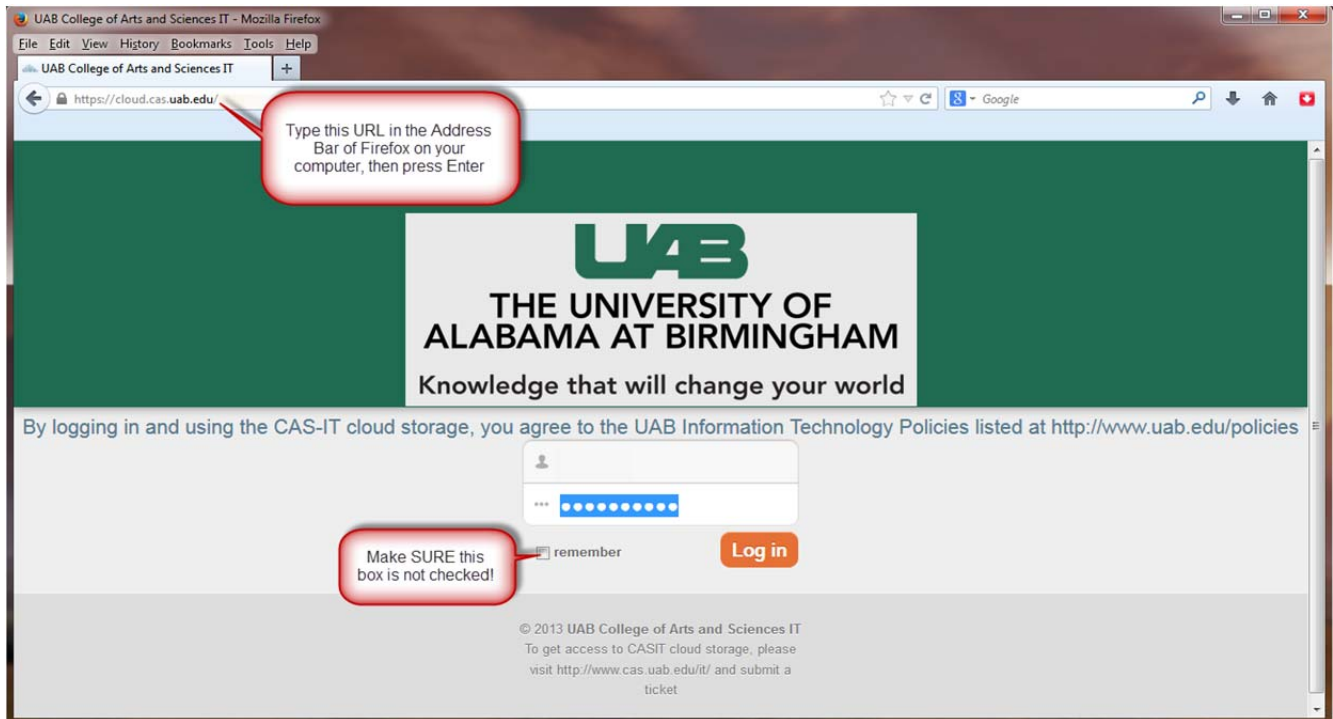 UAB College of Arts and Sciences IT - Mozilla Firefox
File Edit View History Bookmarks Tools Help
UAB College of Arts and Sciences IT +
https://cloud.cas.uab.edu/
Google
Type this URL in the Address
Bar of Firefox on your
computer, then press Enter
UAB
THE UNIVERSITY OF
ALABAMA AT BIRMINGHAM
Knowledge that will change your world
By logging in and using the CAS-IT cloud storage, you agree to the UAB Information Technology Policies listed at http://www.uab.edu/policies
Make SURE this
box is not checked!
remember
Log in
© 2013 UAB College of Arts and Sciences IT
To get access to CASIT cloud storage, please
visit http://www.cas.uab.edu/it/ and submit a
ticket